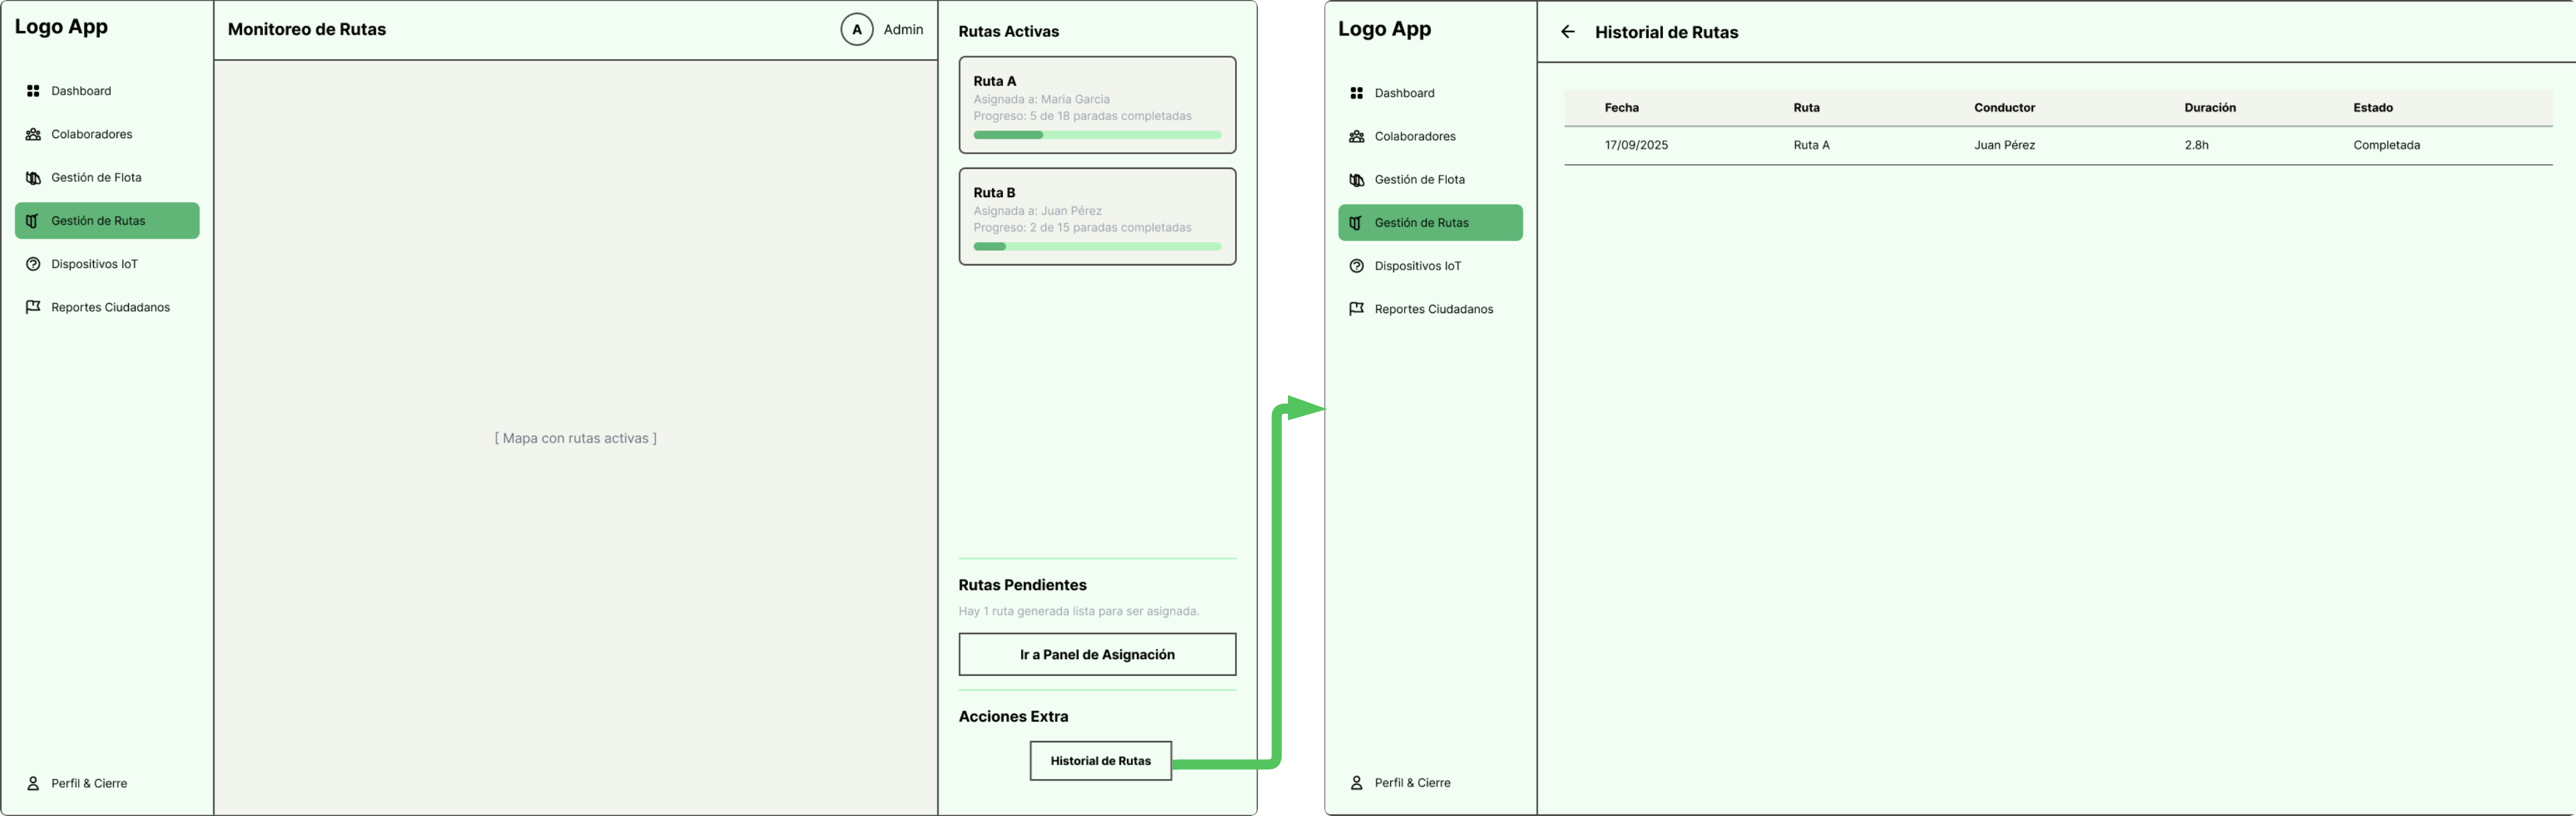 Logo App
Dashboard
Colaboradores
Gestión de Flota
Gestión de Rutas
Dispositivos IoT
Reportes Ciudadanos
Perfil & Cierre
Monitoreo de Rutas
A
Admin
[ Mapa con rutas activas ]
Rutas Activas
Ruta A
Asignada a: Maria Garcia
Progreso: 5 de 18 paradas completadas
Ruta B
Asignada a: Juan Pérez
Progreso: 2 de 15 paradas completadas
Rutas Pendientes
Hay 1 ruta generada lista para ser asignada.
Ir a Panel de Asignación
Acciones Extra
Historial de Rutas
Logo App
Dashboard
Colaboradores
Gestión de Flota
Gestión de Rutas
Dispositivos IoT
Reportes Ciudadanos
Perfil & Cierre
Historial de Rutas
Fecha Ruta Conductor Duración Estado
17/09/2025 Ruta A Juan Pérez 2.8h Completada